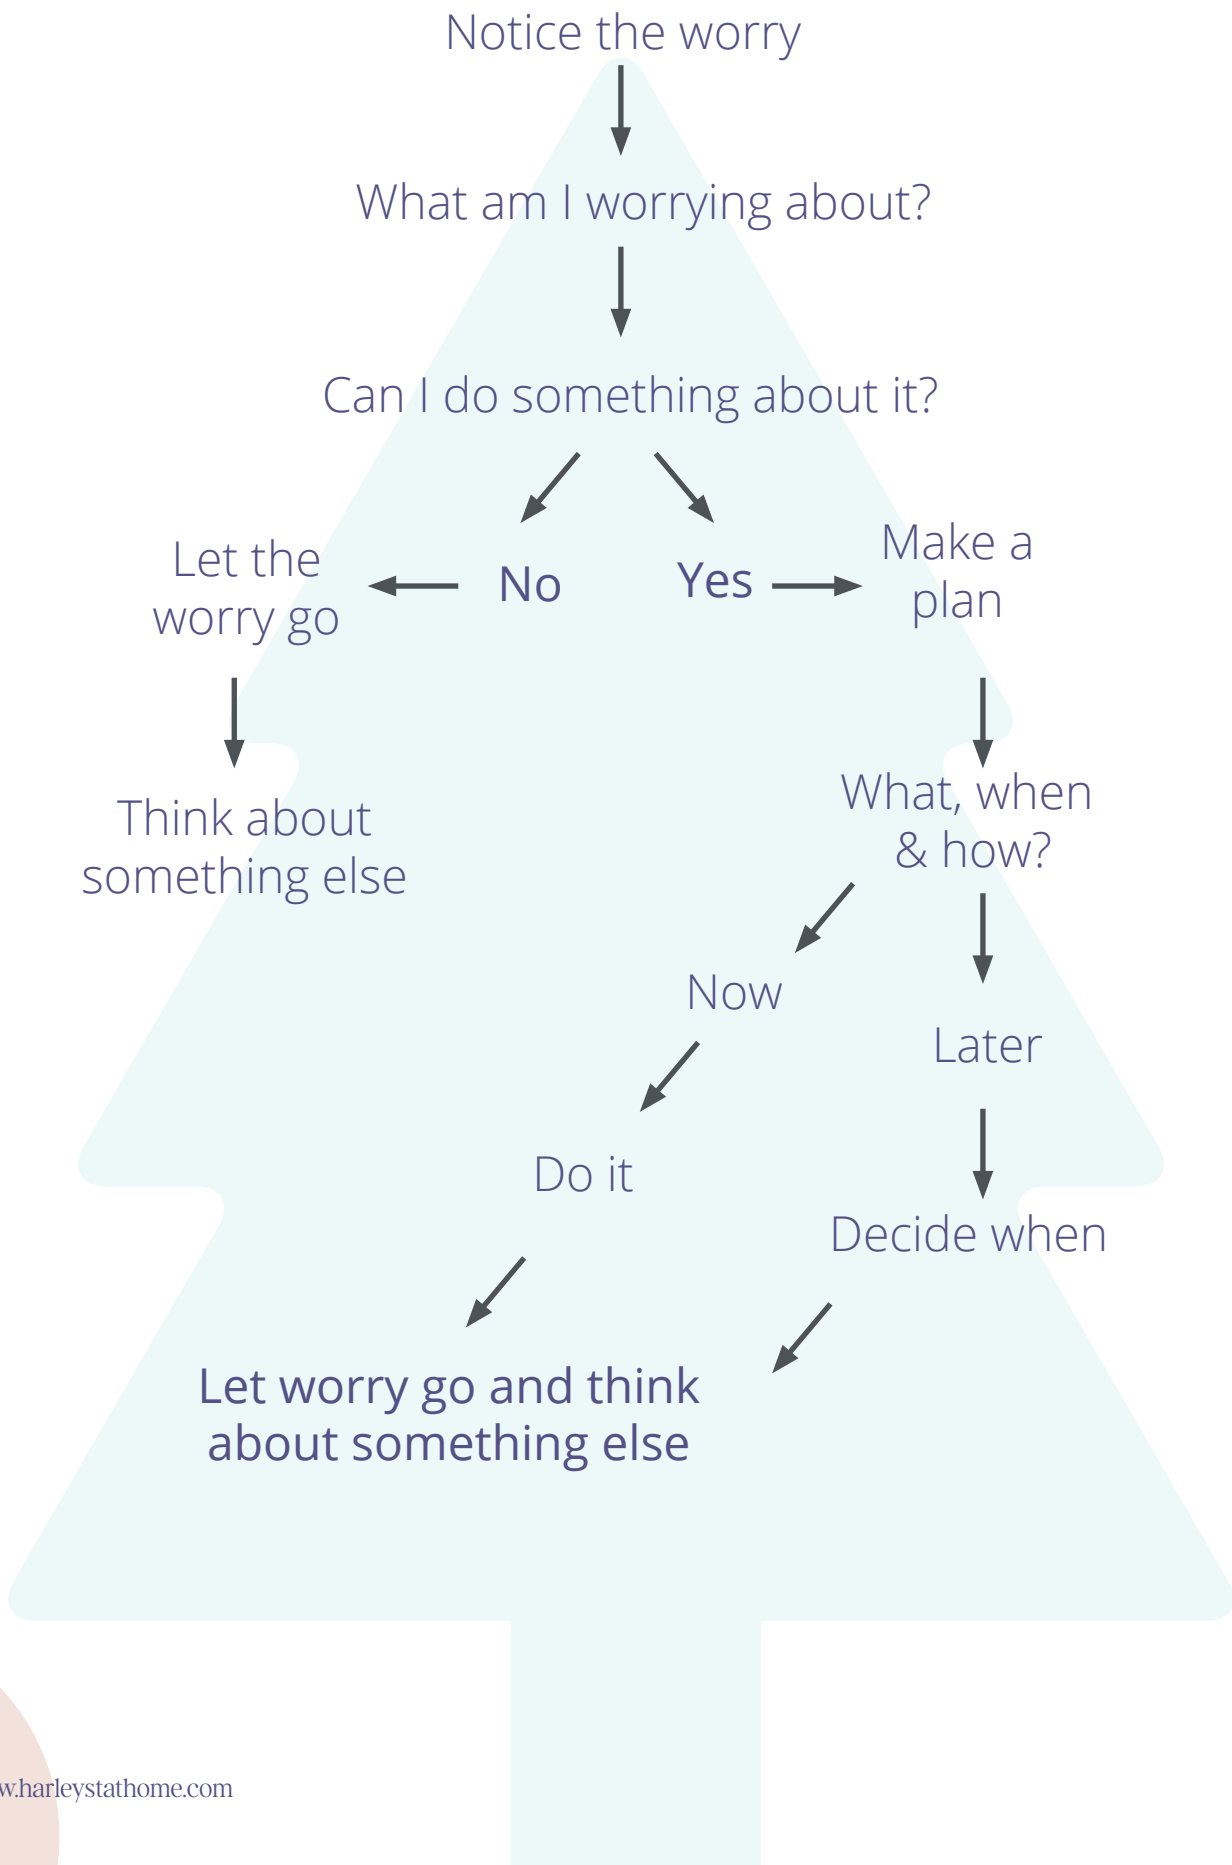 Notice the worry
What am I worrying about?
Can I do something about it?
Let the
worry go
No
Yes
Make a
plan
Think about
something else
What, when
& how?
Now
Later
Do it
Decide when
Let worry go and think
about something else
w.harleystathome.com